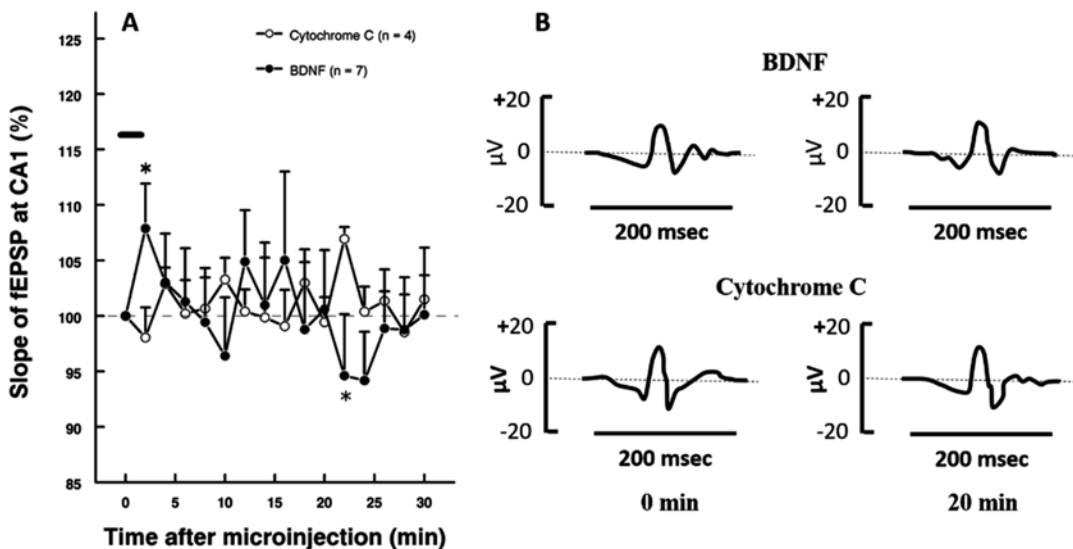 A
Cytochrome C (n = 4)
BDNF (n = 7)
Slope of fEPSP at CA1 (%)
125
120
115
110
105
100
95
90
85
*
*
0 5 10 15 20 25 30
Time after microinjection (min)
B
BDNF
+20 +20
µV 0 µV 0
-20 -20
200 msec 200 msec
Cytochrome C
+20 +20
µV 0 µV 0
-20 -20
200 msec 200 msec
0 min 20 min